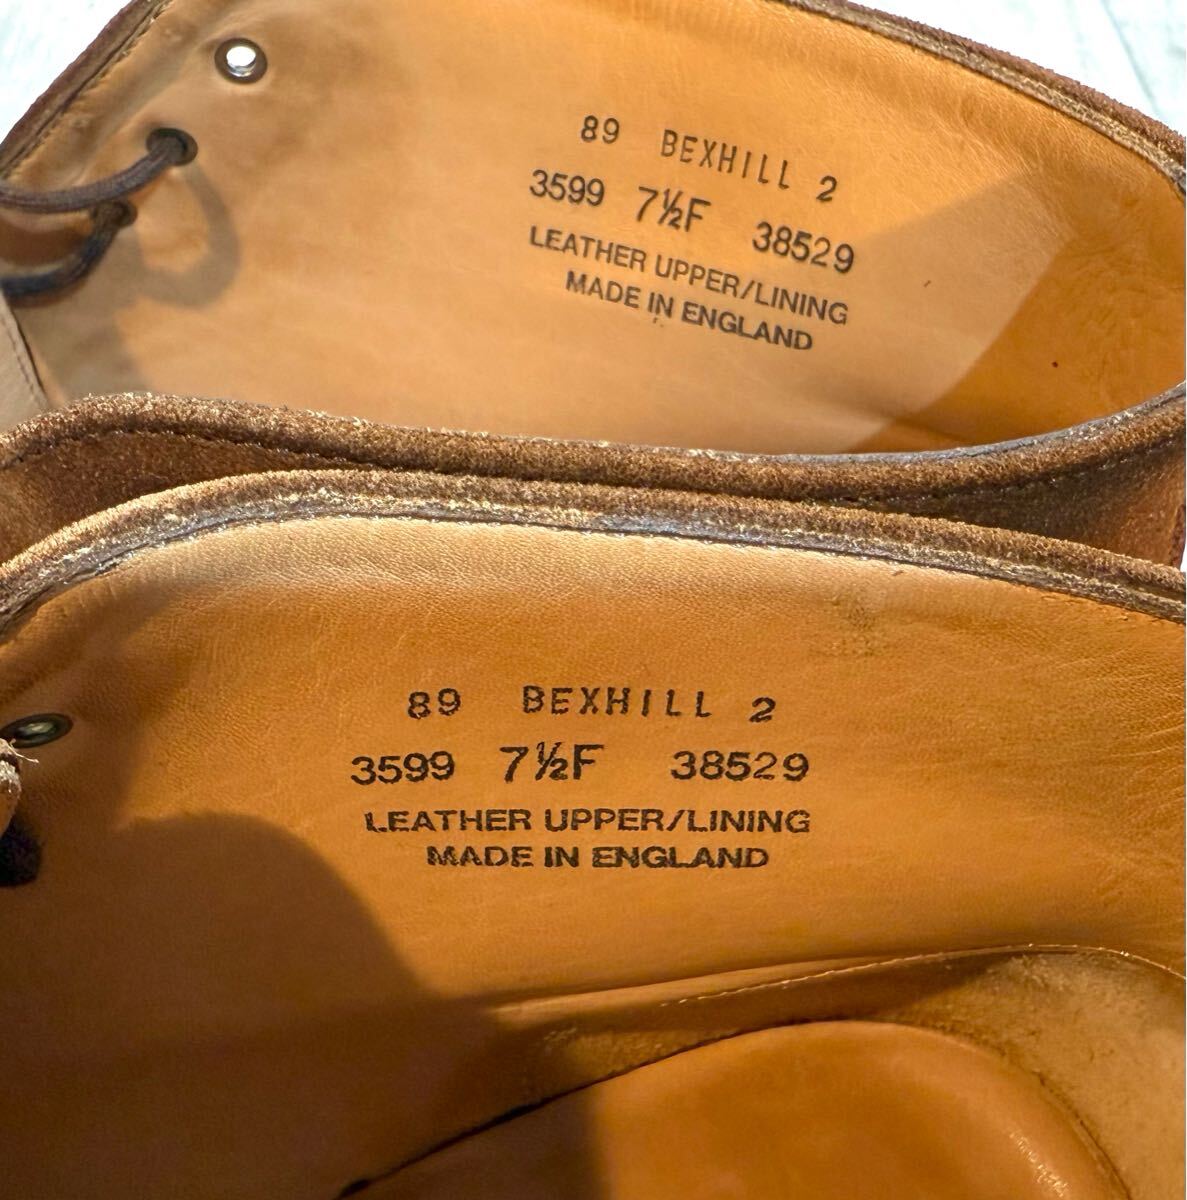 89 BEXHILL 2
3599 7½F 38529
LEATHER UPPER/LINING
MADE IN ENGLAND
89 BEXHILL 2
3599 7½F 38529
LEATHER UPPER/LINING
MADE IN ENGLAND